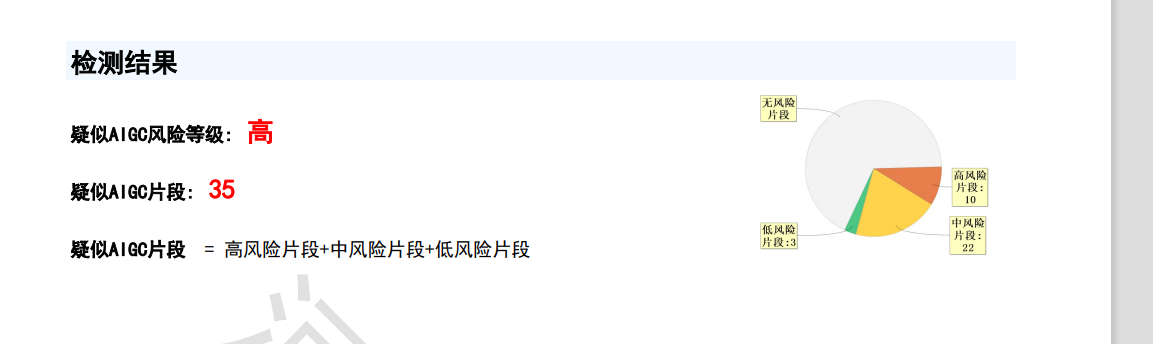 检测结果
疑似AIGC风险等级: 高
疑似AIGC片段: 35
疑似AIGC片段 = 高风险片段+中风险片段+低风险片段
无风险
片段
高风险
片段:
10
中风险
片段:
22
低风险
片段:3